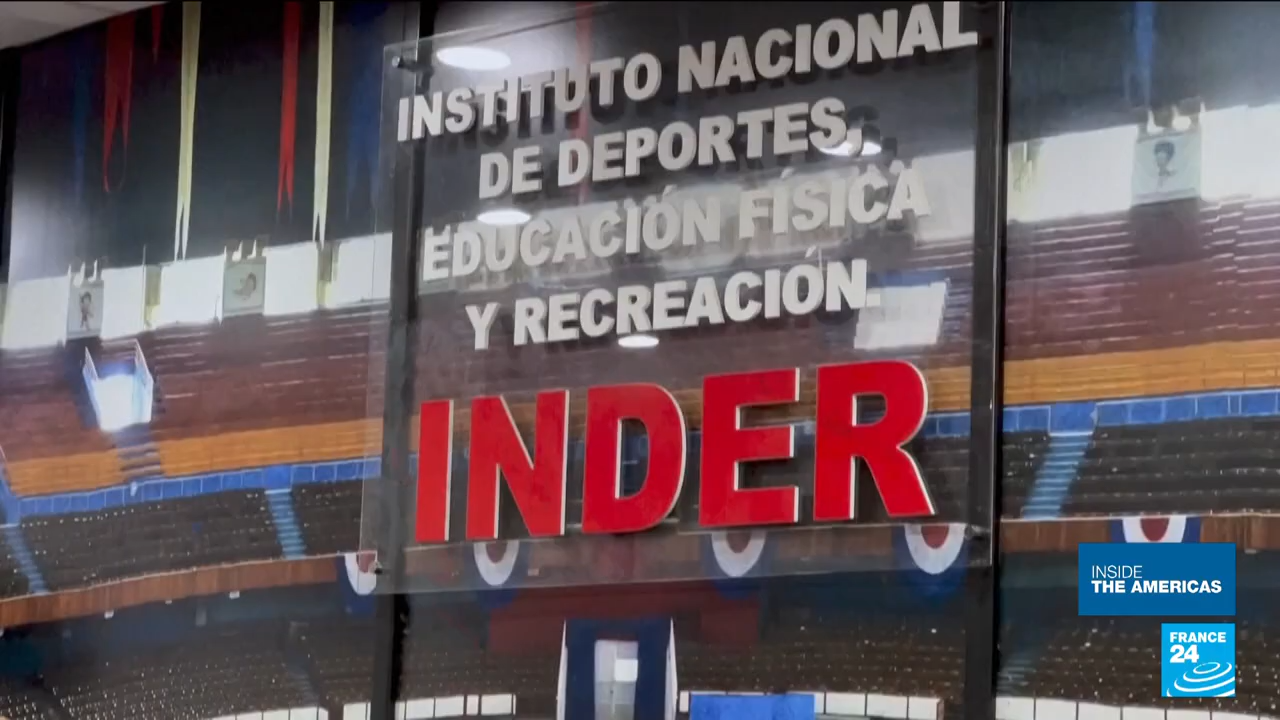 INSTITUTO NACIONAL
DE DEPORTES,
EDUCACIÓN FÍSICA
Y RECREACIÓN.
INDER
INSIDE
THE AMERICAS
FRANCE
24